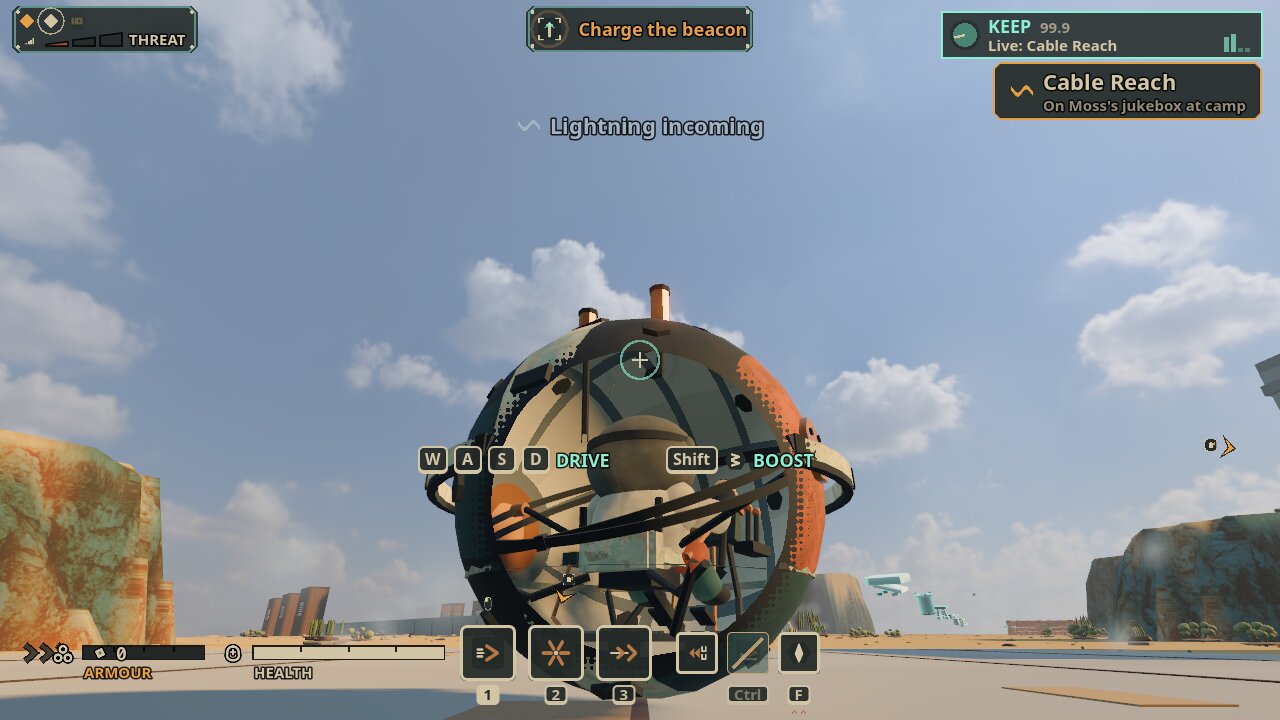 THREAT
Charge the beacon
KEEP 99.9
Live: Cable Reach
Cable Reach
On Moss's jukebox at camp
Lightning incoming
W A S D DRIVE
Shift BOOST
0
ARMOUR
HEALTH
1 2 3 Ctrl F